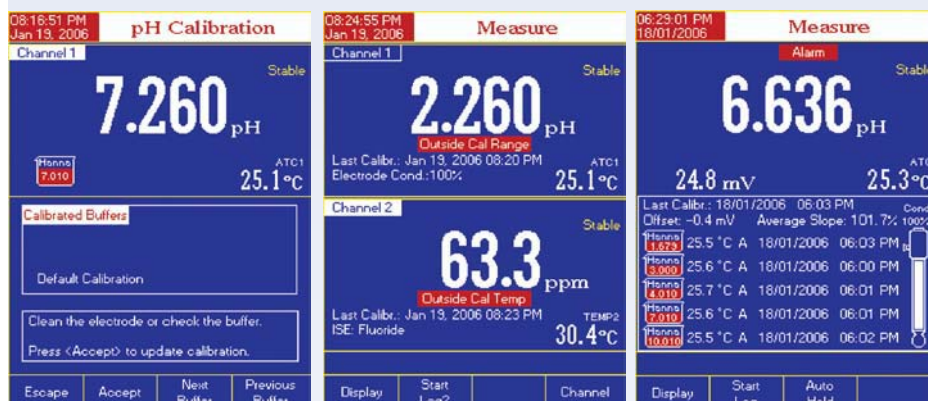 08:16:51 PM
Jan 19, 2006
pH Calibration
Channel 1
Stable
7.260 pH
Hanna
7.010
ATC1
25.1°C
Calibrated Buffers
Default Calibration
Clean the electrode or check the buffer.
Press <Accept> to update calibration.
Escape
Accept
Next Buffer
Previous Buffer
08:24:55 PM
Jan 19, 2006
Measure
Channel 1
Stable
2.260 pH
Outside Cal Range
Last Calibr.: Jan 19, 2006 08:20 PM
Electrode Cond.:100%
ATC1
25.1°C
Channel 2
Stable
63.3 ppm
Outside Cal Temp
Last Calibr.: Jan 19, 2006 08:23 PM
ISE: Fluoride
TEMP2
30.4°C
Display
Start Log?
Channel
06:29:01 PM
18/01/2006
Measure
Alarm
Stable
6.636 pH
24.8 mV
ATC
25.3°C
Last Calibr.: 18/01/2006 06:03 PM
Cond
Offset: -0.4 mV Average Slope: 101.7% 100%
Hanna
1.679 25.5 °C A 18/01/2006 06:03 PM
Hanna
3.000 25.6 °C A 18/01/2006 06:00 PM
Hanna
4.010 25.7 °C A 18/01/2006 06:01 PM
Hanna
7.010 25.6 °C A 18/01/2006 06:01 PM
Hanna
10.010 25.5 °C A 18/01/2006 06:02 PM
Display
Start
Auto